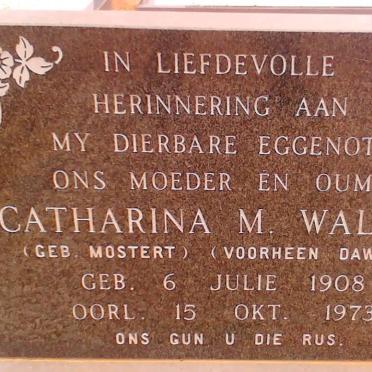 IN LIEFDEVOLLE
HERINNERING AAN
MY DIERBARE EGGENOT
ONS MOEDER EN OUM
CATHARINA M. WAL
(GEB. MOSTERT) (VOORHEEN DAW
GEB. 6 JULIE 1908
OORL. 15 OKT. 1973
ONS GUN U DIE RUS.